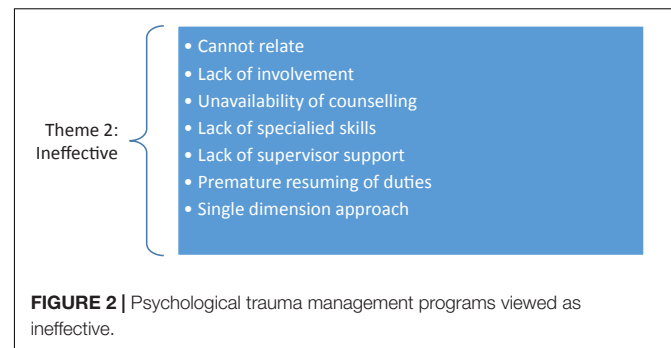 • Cannot relate
• Lack of involvement
• Unavailability of counselling
Theme 2:
Ineffective
• Lack of specialied skills
• Lack of supervisor support
• Premature resuming of duties
• Single dimension approach
FIGURE 2 | Psychological trauma management programs viewed as
ineffective.